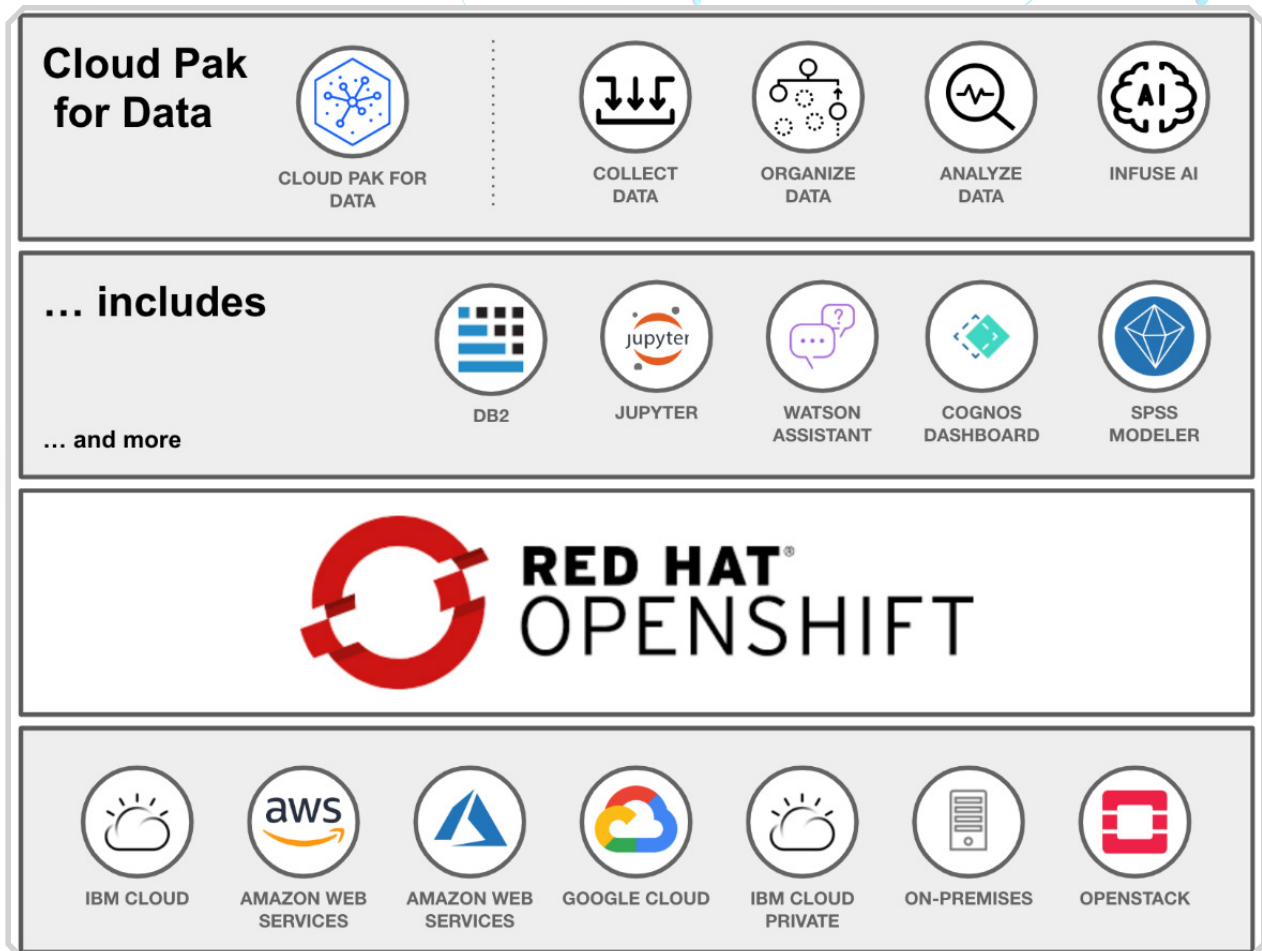 Cloud Pak
for Data
CLOUD PAK FOR
DATA
COLLECT
DATA
ORGANIZE
DATA
ANALYZE
DATA
AI
INFUSE AI
… includes
… and more
DB2
jupyter
JUPYTER
?
WATSON
ASSISTANT
COGNOS
DASHBOARD
SPSS
MODELER
RED HAT®
OPENSHIFT
IBM CLOUD
aws
AMAZON WEB
SERVICES
AMAZON WEB
SERVICES
GOOGLE CLOUD
IBM CLOUD
PRIVATE
ON-PREMISES
OPENSTACK